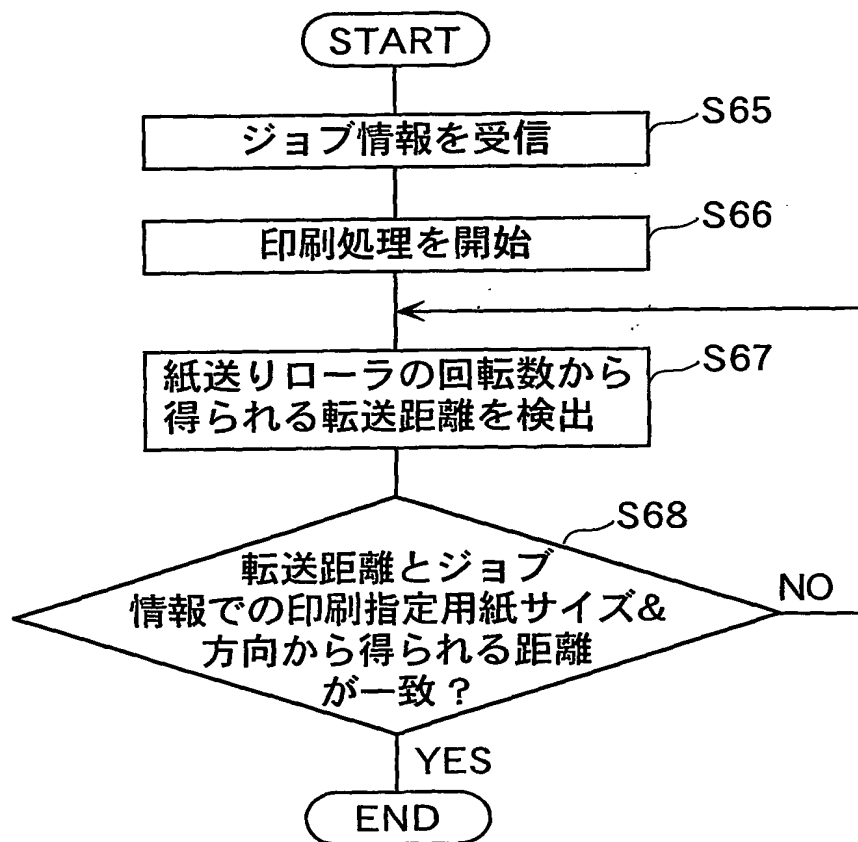 START
S65
ジョブ情報を受信
S66
印刷処理を開始
S67
紙送りローラの回転数から
得られる転送距離を検出
S68
転送距離とジョブ
情報での印刷指定用紙サイズ&
方向から得られる距離
が一致?
NO
YES
END